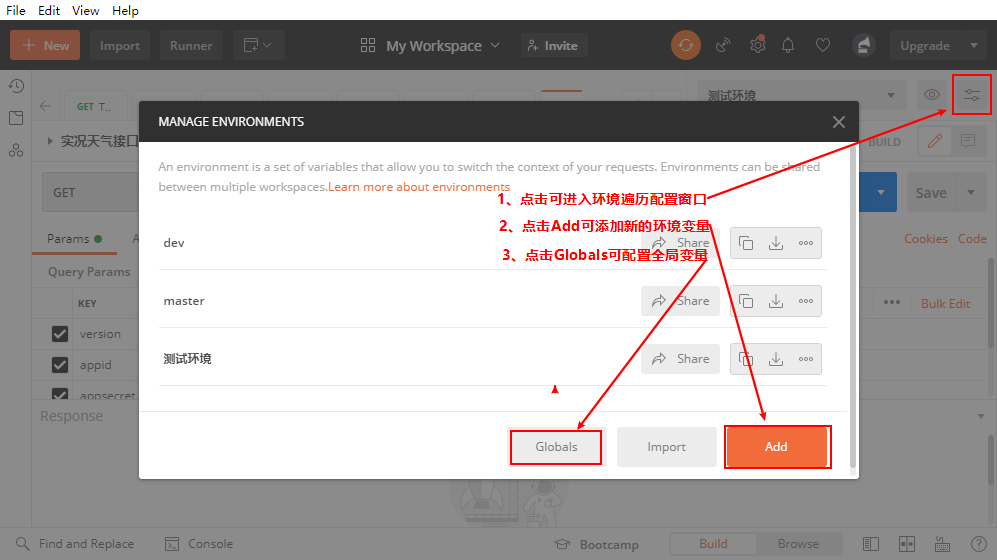 File Edit View Help
New Import Runner My Workspace Invite Upgrade
GET T..
测试环境
实况天气接口
BUILD
MANAGE ENVIRONMENTS
An environment is a set of variables that allow you to switch the context of your requests. Environments can be shared
between multiple workspaces.Learn more about environments
1、点击可进入环境遍历配置窗口
2、点击Add可添加新的环境变量
3、点击Globals可配置全局变量
GET
Save
Params
Cookies Code
Query Params
KEY
Bulk Edit
version
appid
appsecret
Response
dev Share
master Share
测试环境 Share
Globals Import Add
Find and Replace Console Bootcamp Build Browse